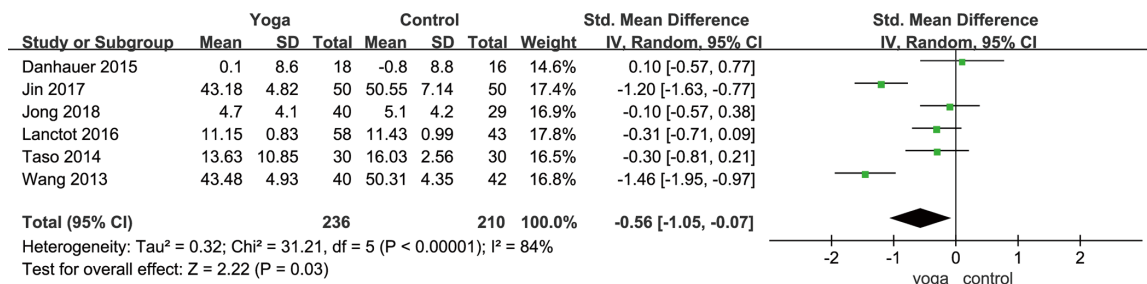 Yoga Control Std. Mean Difference Std. Mean Difference
Study or Subgroup Mean SD Total Mean SD Total Weight IV, Random, 95% CI IV, Random, 95% CI
Danhauer 2015 0.1 8.6 18 -0.8 8.8 16 14.6% 0.10 [-0.57, 0.77]
Jin 2017 43.18 4.82 50 50.55 7.14 50 17.4% -1.20 [-1.63, -0.77]
Jong 2018 4.7 4.1 40 5.1 4.2 29 16.9% -0.10 [-0.57, 0.38]
Lanctot 2016 11.15 0.83 58 11.43 0.99 43 17.8% -0.31 [-0.71, 0.09]
Taso 2014 13.63 10.85 30 16.03 2.56 30 16.5% -0.30 [-0.81, 0.21]
Wang 2013 43.48 4.93 40 50.31 4.35 42 16.8% -1.46 [-1.95, -0.97]
Total (95% CI) 236 210 100.0% -0.56 [-1.05, -0.07]
Heterogeneity: Tau² = 0.32; Chi² = 31.21, df = 5 (P < 0.00001); I² = 84%
Test for overall effect: Z = 2.22 (P = 0.03)
-2 -1 0 1 2
yoga control